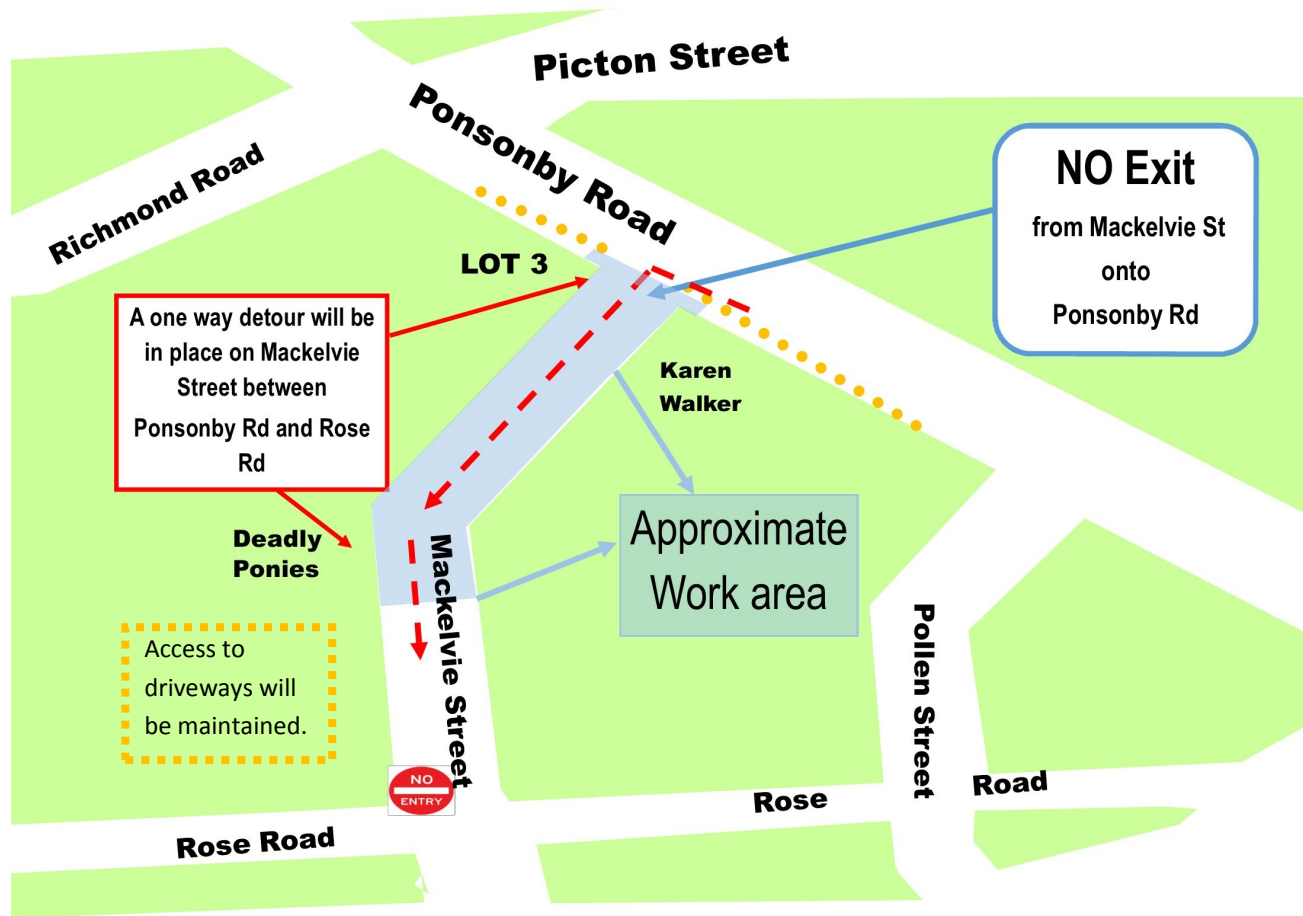 Picton Street
Ponsonby Road
Richmond Road
NO Exit
from Mackelvie St
onto
Ponsonby Rd
LOT 3
A one way detour will be
in place on Mackelvie
Street between
Ponsonby Rd and Rose
Rd
Karen
Walker
Deadly
Ponies
Approximate
Work area
Mackelvie Street
Pollen Street
Access to
driveways will
be maintained.
NO
ENTRY
Rose Road
Rose Road